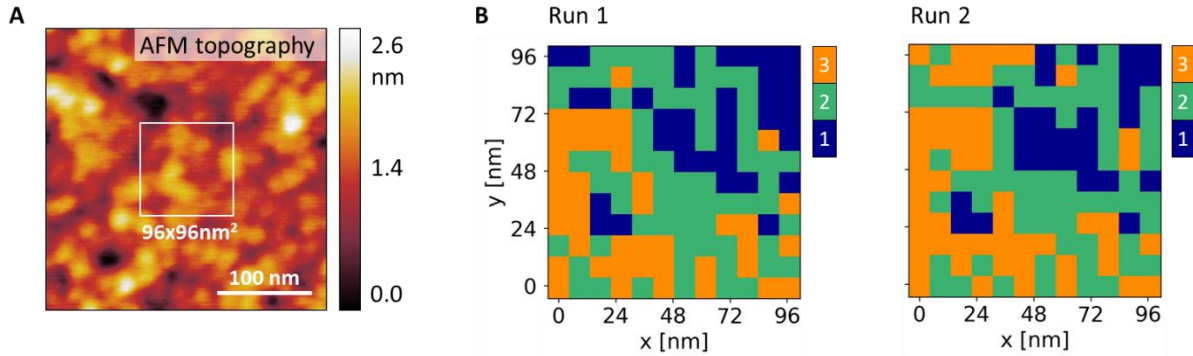 A
AFM topography
96x96nm²
100 nm
2.6
nm
1.4
0.0
B
Run 1
96
72
48
24
0
y [nm]
0 24 48 72 96
x [nm]
3
2
1
Run 2
0 24 48 72 96
x [nm]
3
2
1